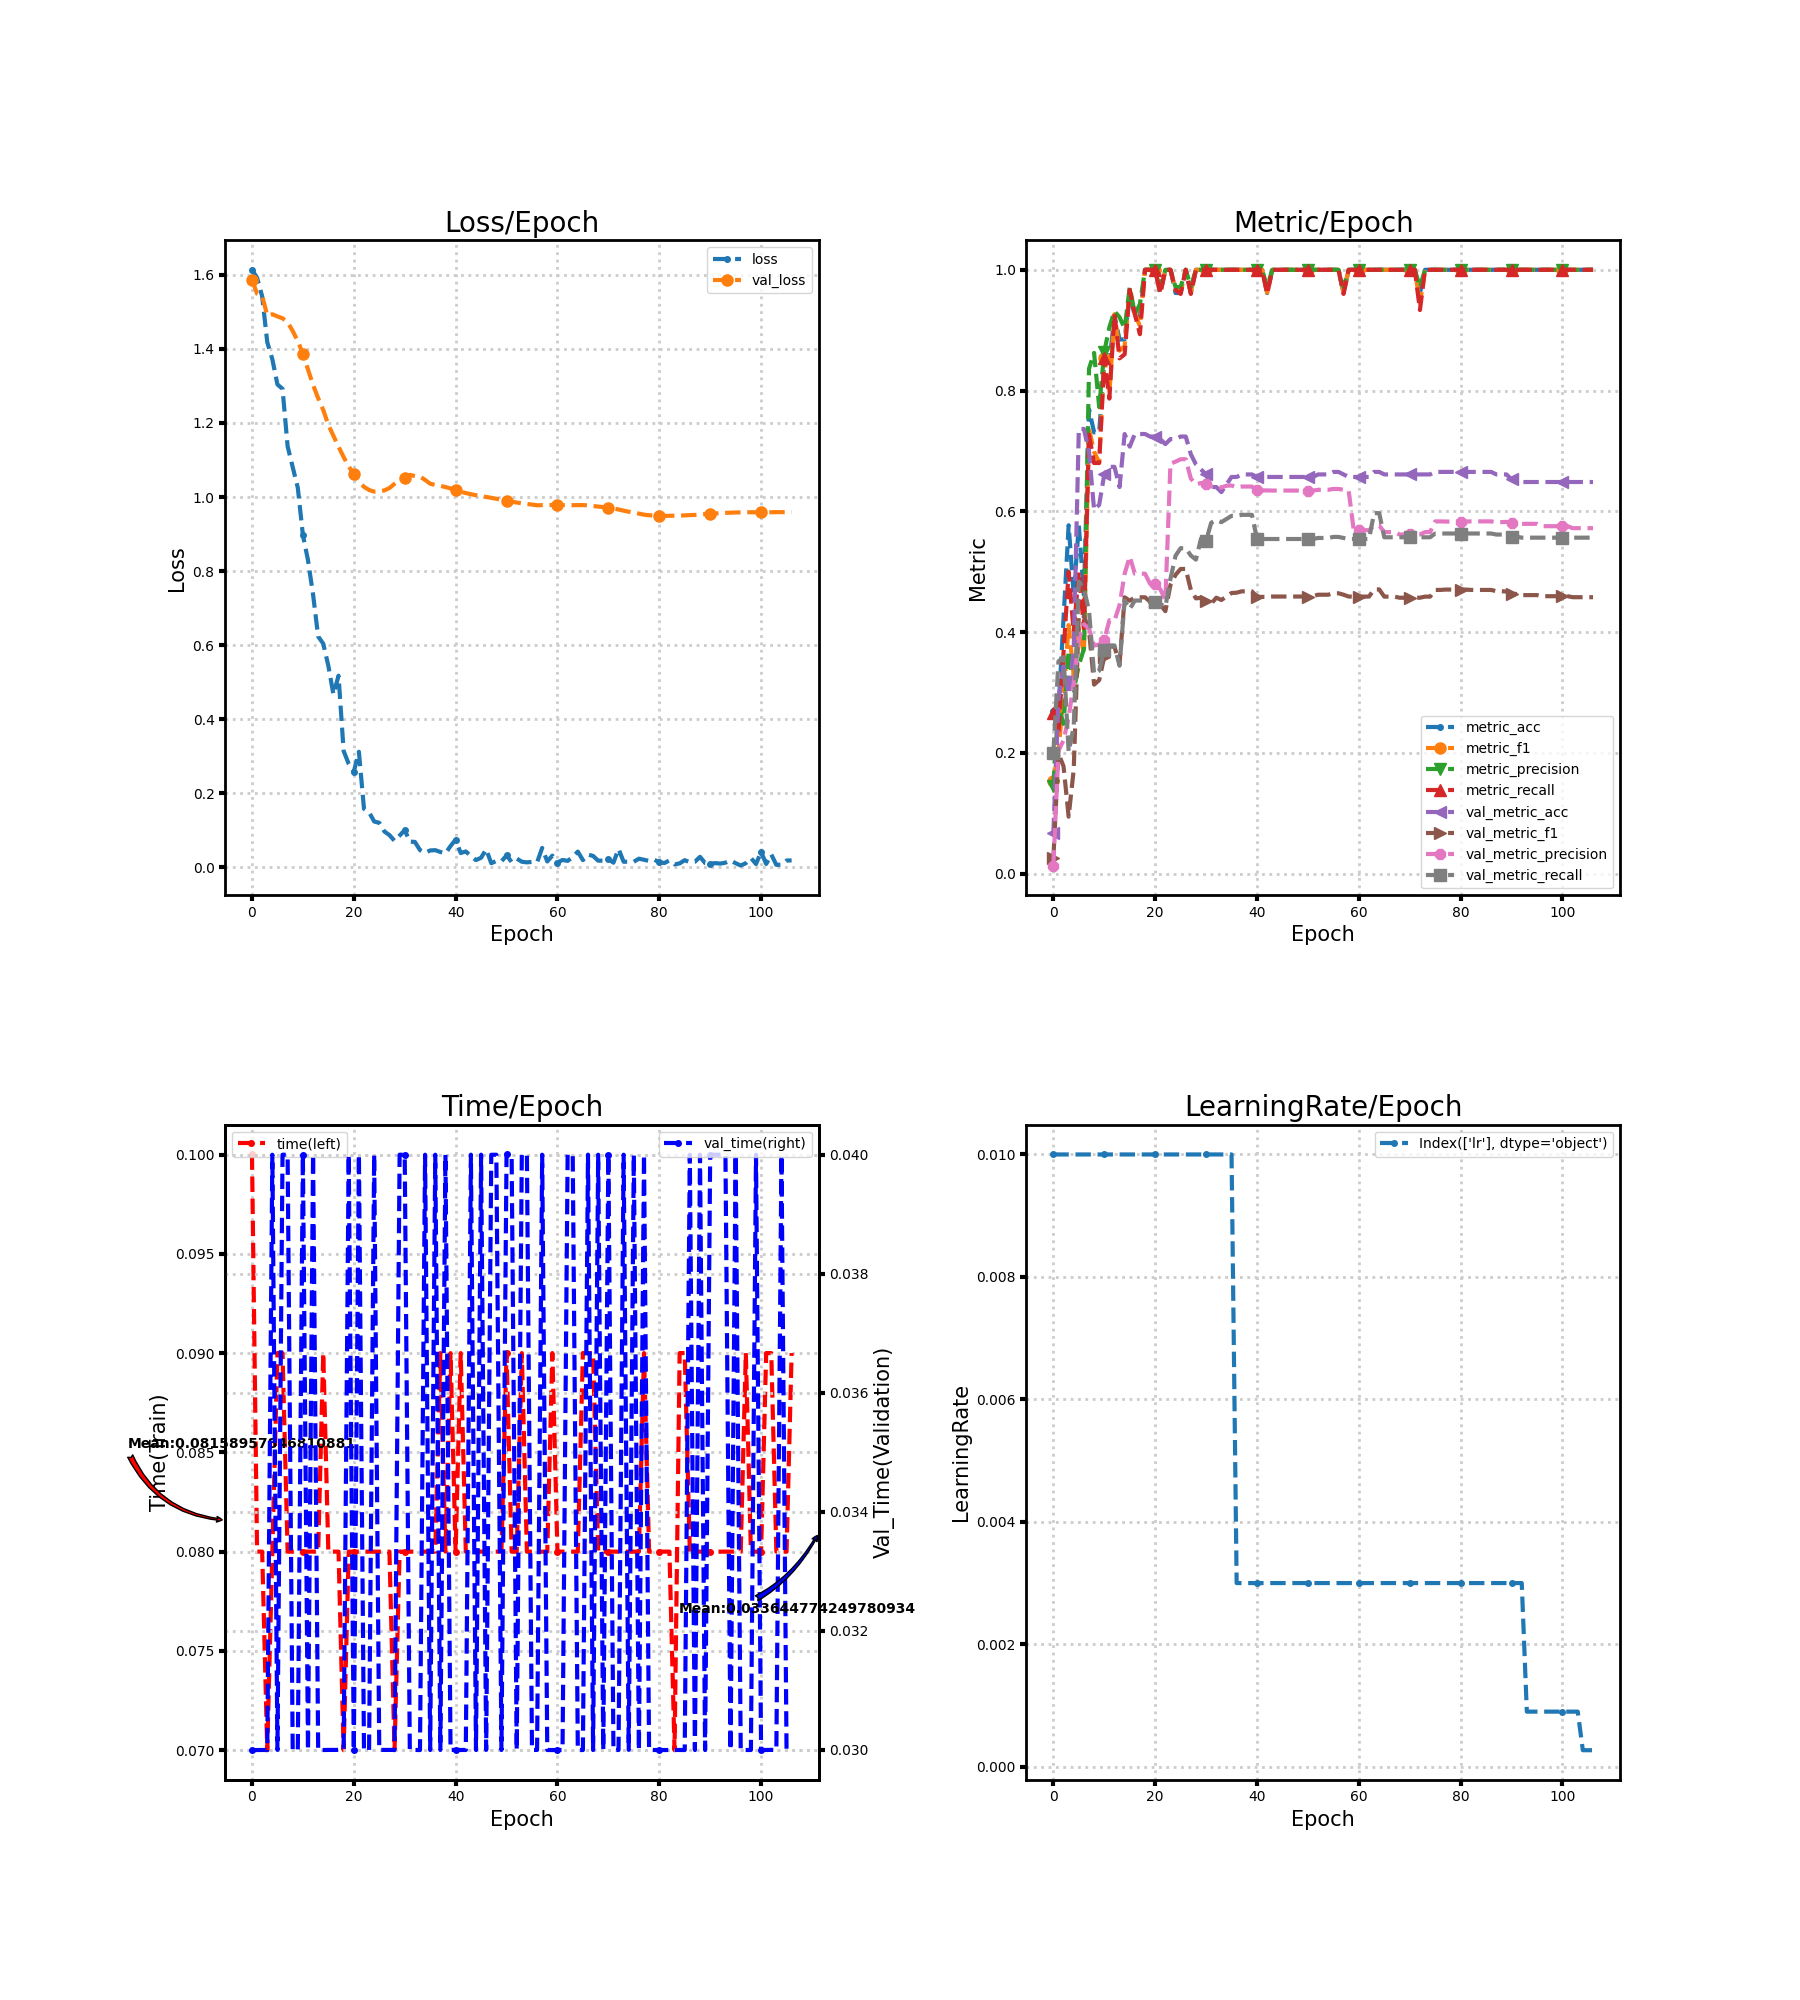 Loss/Epoch
loss
val_loss
1.6
1.4
1.2
1.0
0.8
0.6
0.4
0.2
0.0
Loss
0 20 40 60 80 100
Epoch
Metric/Epoch
1.0
0.8
0.6
0.4
0.2
0.0
Metric
metric_acc
metric_f1
metric_precision
metric_recall
val_metric_acc
val_metric_f1
val_metric_precision
val_metric_recall
0 20 40 60 80 100
Epoch
Time/Epoch
time(left)
val_time(right)
0.100
0.095
0.090
0.085
0.080
0.075
0.070
Time(Train)
0.040
0.038
0.036
0.034
0.032
0.030
Val_Time(Validation)
Mean:0.033644774249780934
0 20 40 60 80 100
Epoch
LearningRate/Epoch
Index(['lr'], dtype='object')
0.010
0.008
0.006
0.004
0.002
0.000
LearningRate
0 20 40 60 80 100
Epoch